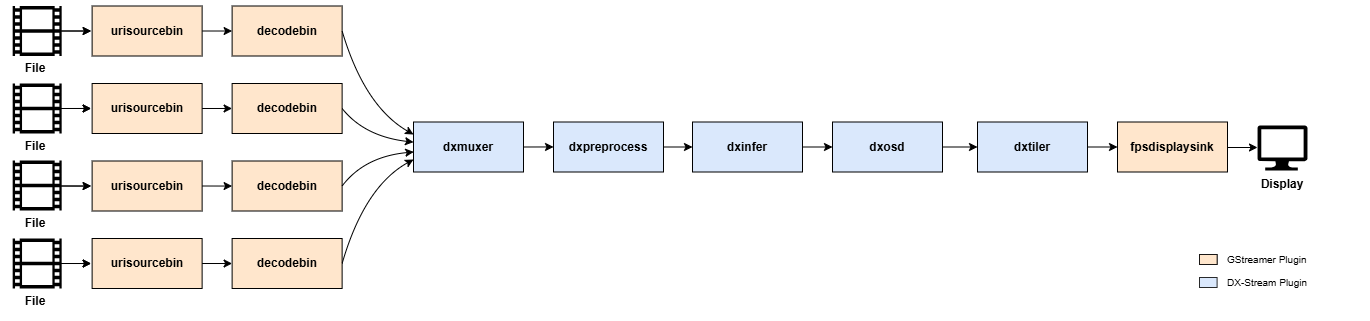 urisourcebin
decodebin
File
urisourcebin
decodebin
File
urisourcebin
decodebin
File
urisourcebin
decodebin
File
dxmuxer
dxpreprocess
dxinfer
dxosd
dxtiler
fpsdisplaysink
Display
GStreamer Plugin
DX-Stream Plugin